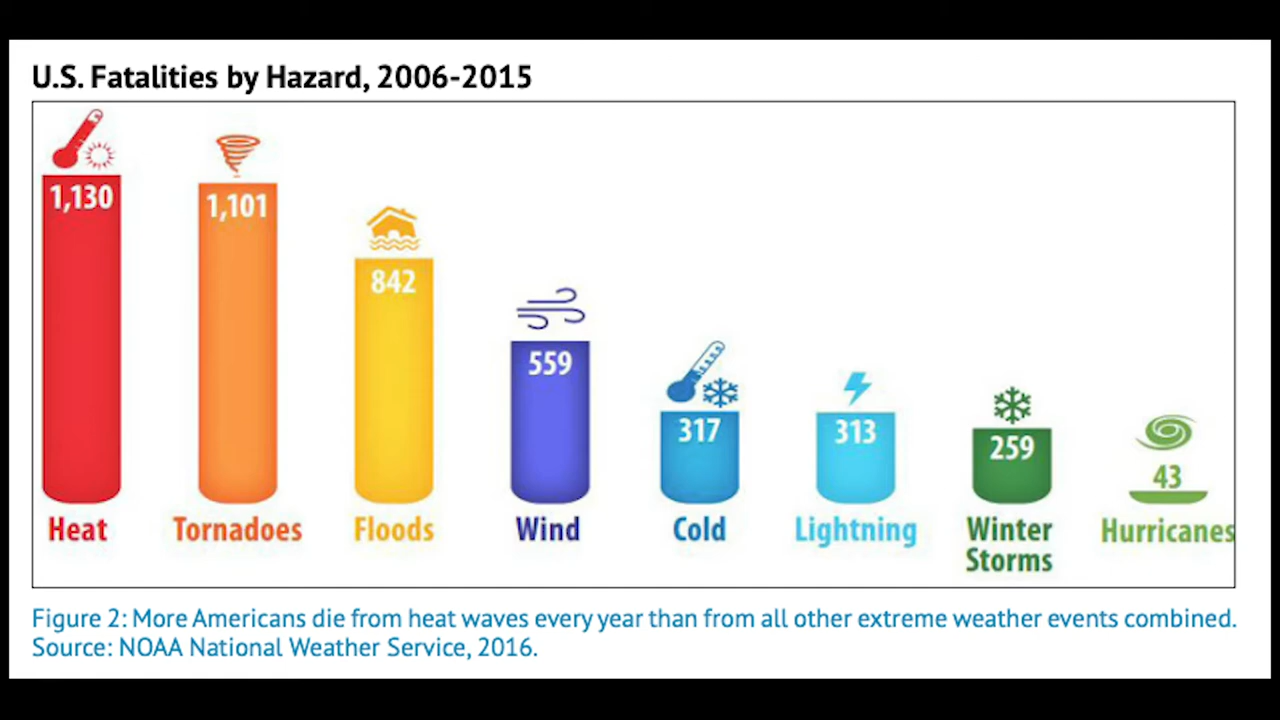 U.S. Fatalities by Hazard, 2006-2015
1,130
1,101
842
559
317
313
259
43
Heat
Tornadoes
Floods
Wind
Cold
Lightning
Winter
Storms
Hurricanes
Figure 2: More Americans die from heat waves every year than from all other extreme weather events combined.
Source: NOAA National Weather Service, 2016.